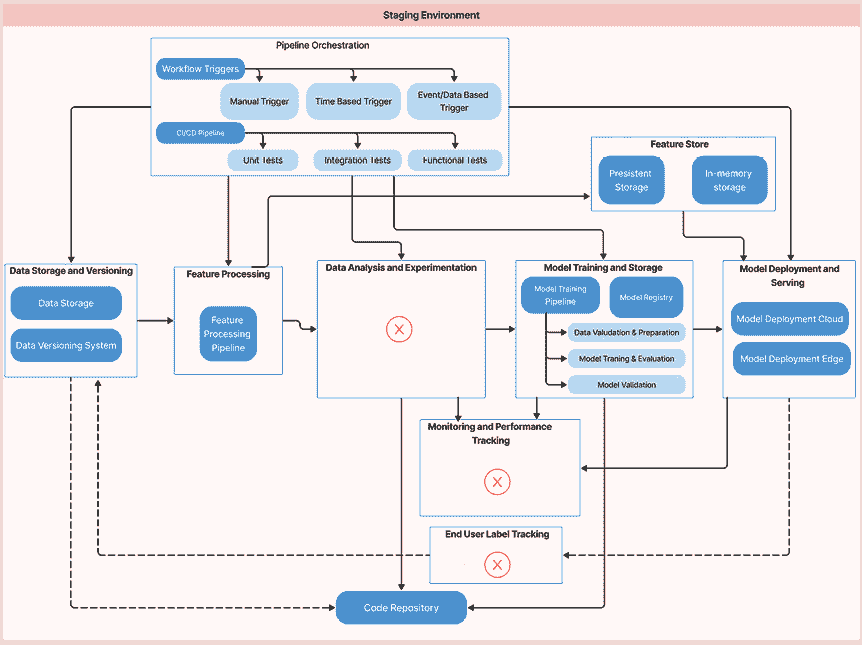 Staging Environment
Pipeline Orchestration
Workflow Triggers
Manual Trigger
Time Based Trigger
Event/Data Based
Trigger
CI/CD Pipeline
Unit Tests
Integration Tests
Functional Tests
Feature Store
Presistent
Storage
In-memory
storage
Data Storage and Versioning
Data Storage
Data Versioning System
Feature Processing
Feature
Processing
Pipeline
Data Analysis and Experimentation
X
Model Training and Storage
Model Training
Pipeline
Model Registry
Data Valudation & Preparation
Model Traning & Evaluation
Model Validation
Model Deployment and
Serving
Model Deployment Cloud
Model Deployment Edge
Monitoring and Performance
Tracking
X
End User Label Tracking
X
Code Repository